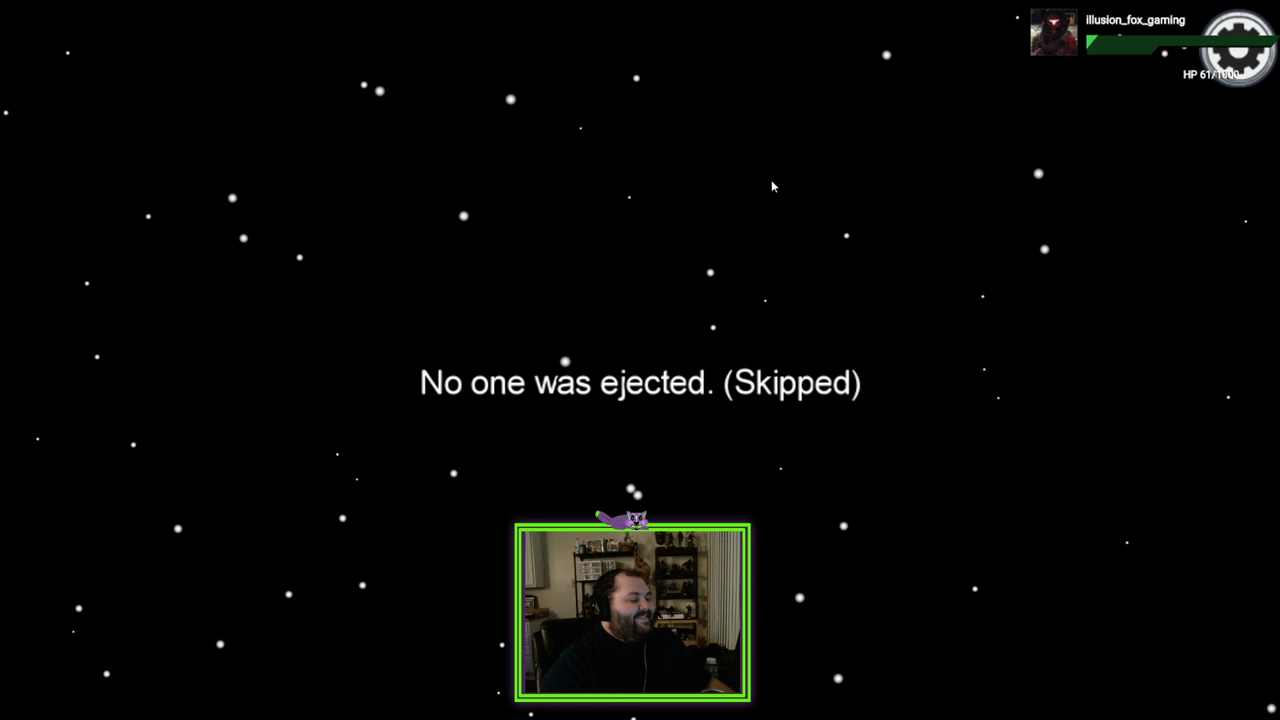 illusion_fox_gaming
HP 61/1000
No one was ejected. (Skipped)